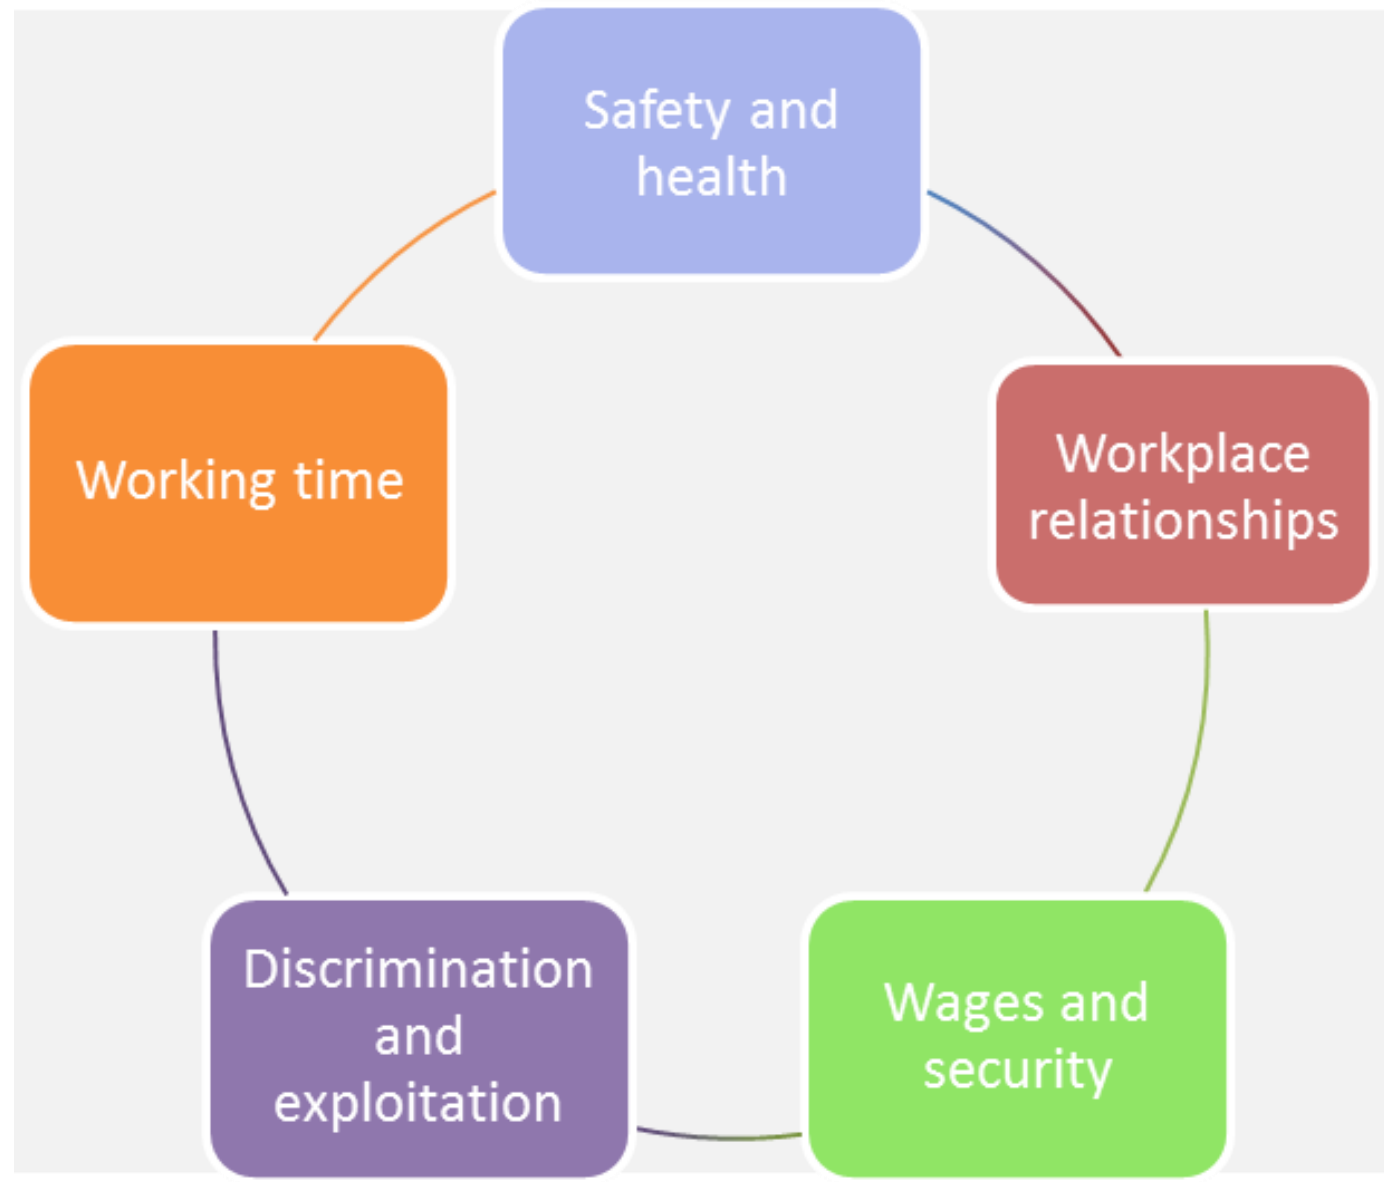 Safety and
health
Workplace
relationships
Wages and
security
Discrimination
and
exploitation
Working time